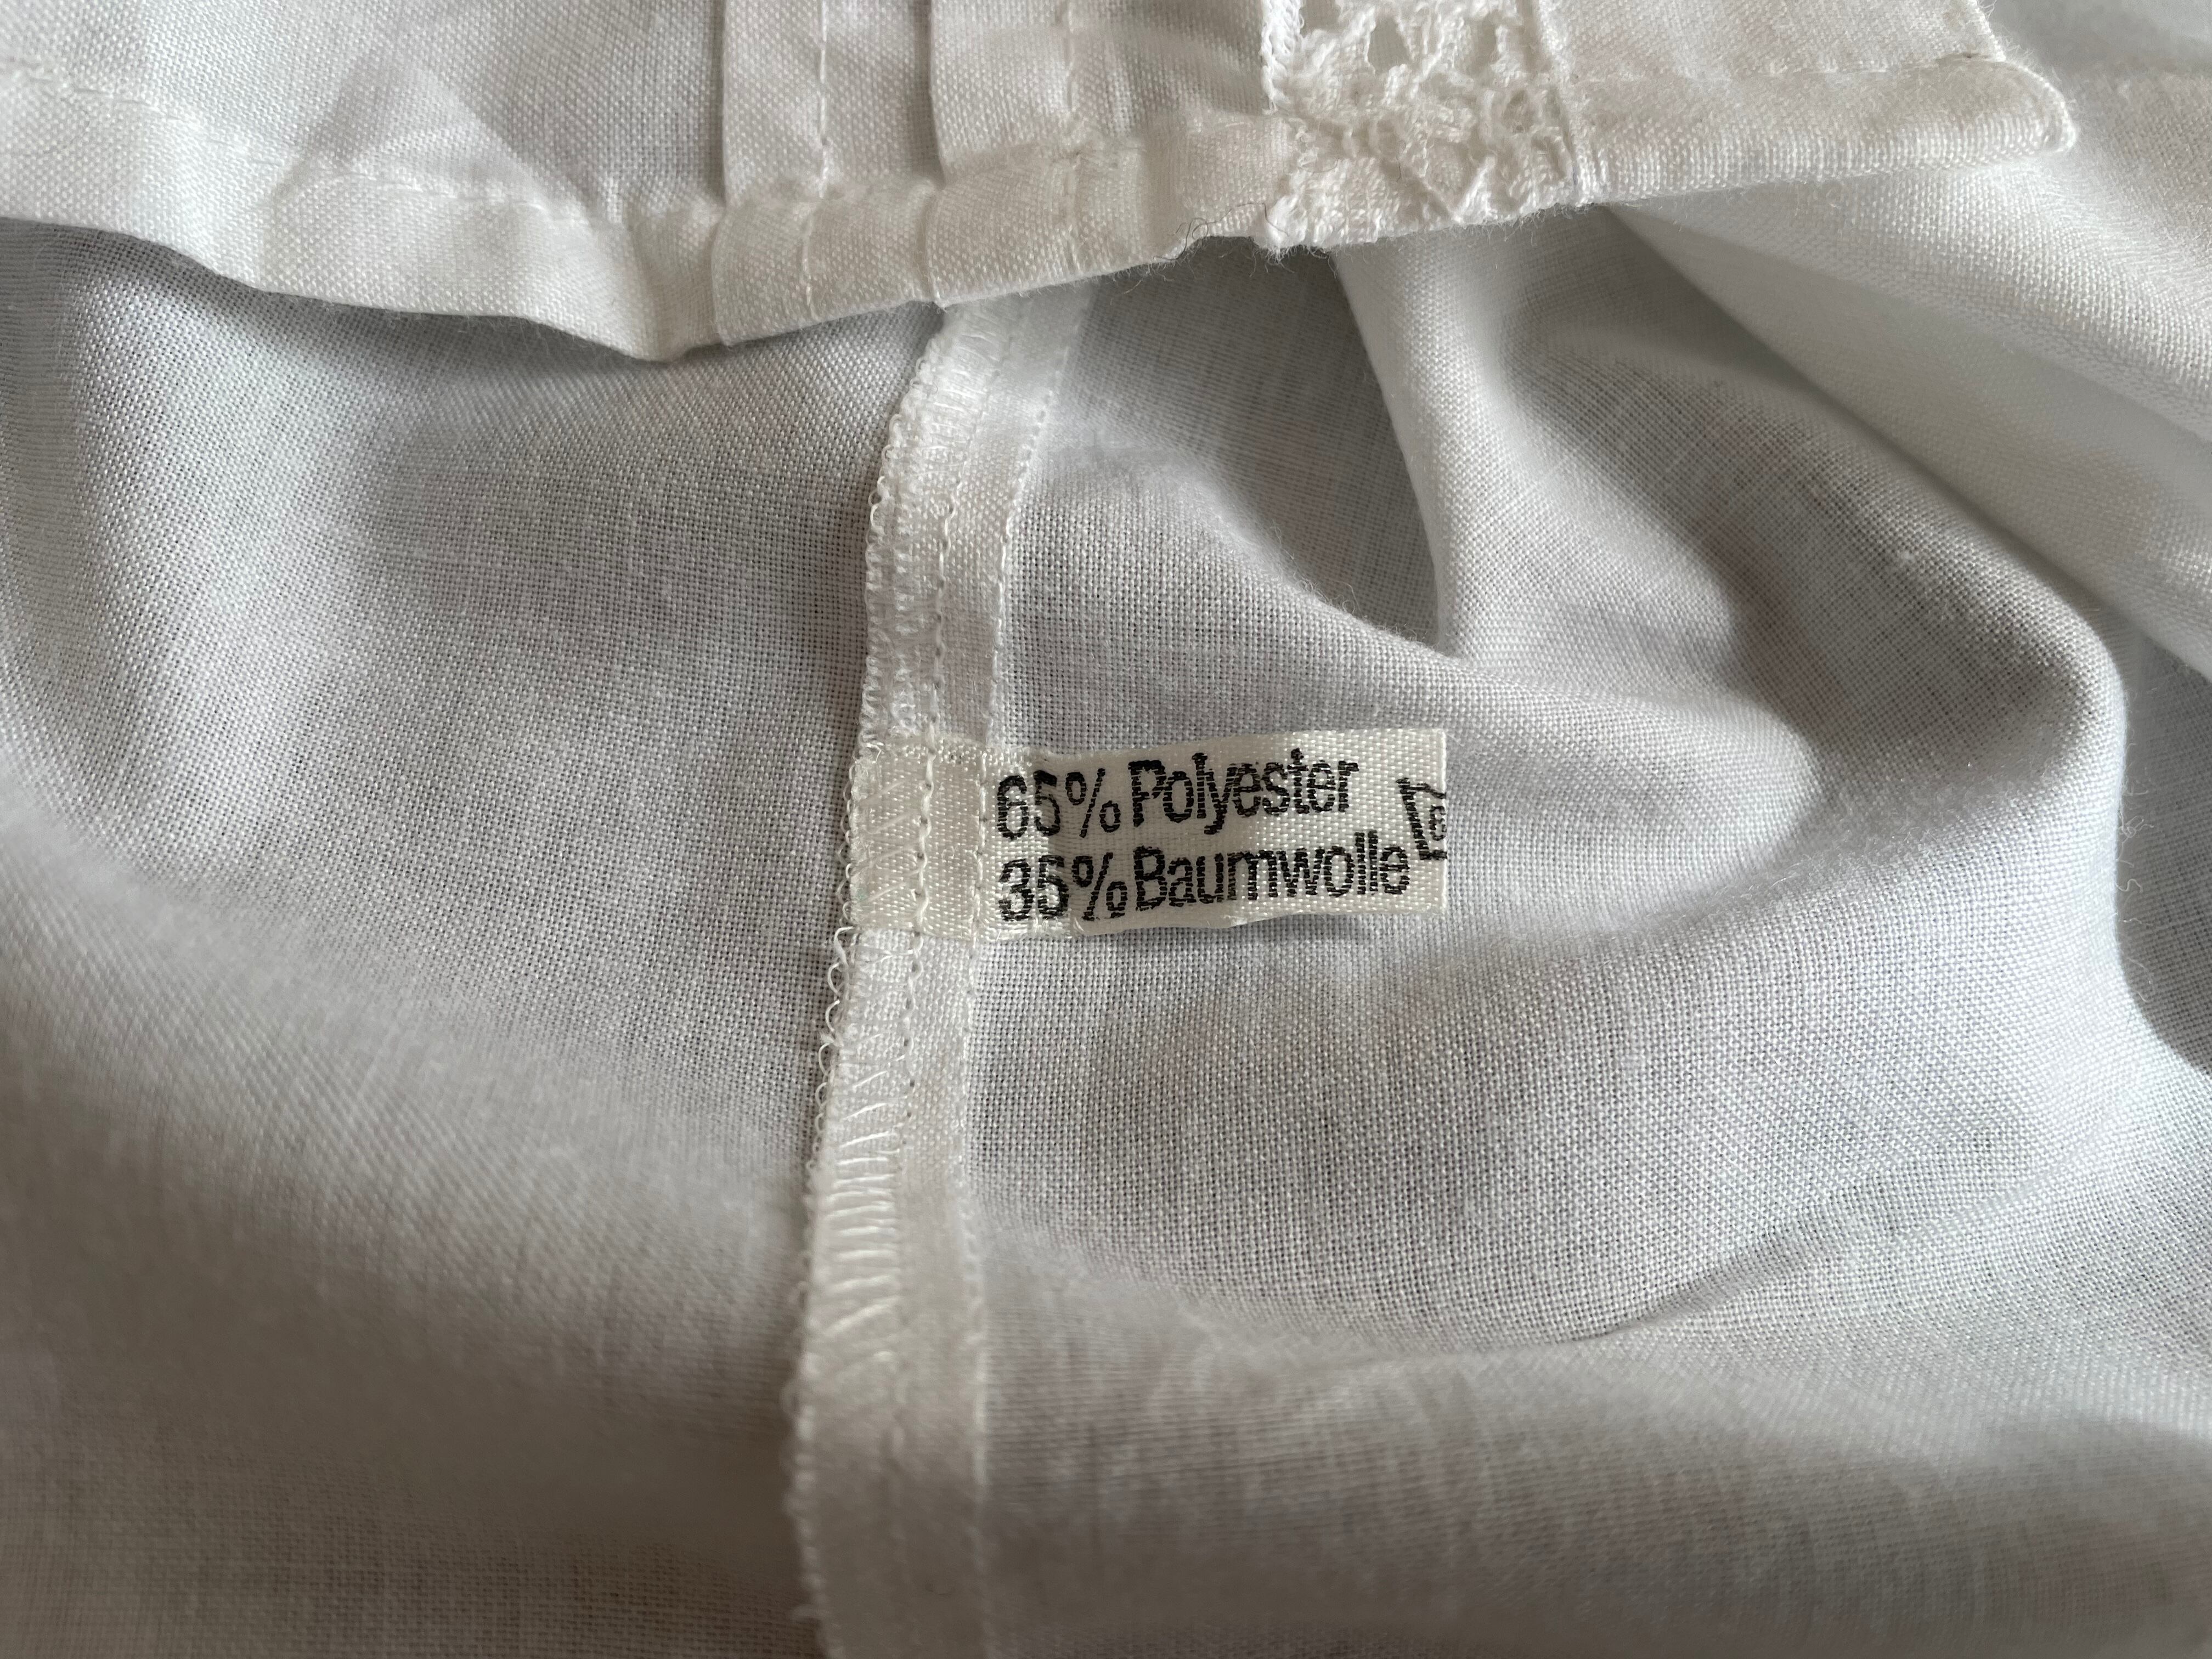 65% Polyester
35% Baumwolle